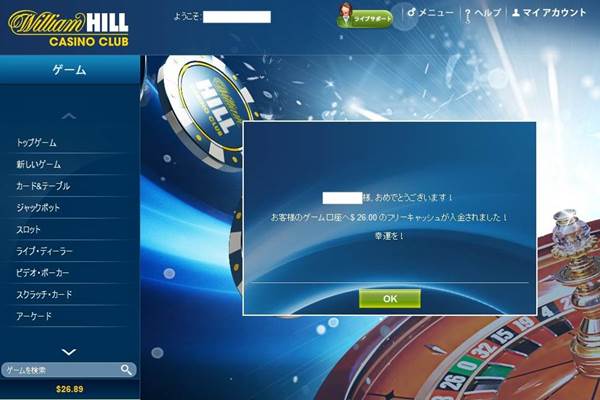 William HILL
CASINO CLUB
ようこそ:
ライブサポート
メニュー
ヘルプ
マイアカウント
ゲーム
トップゲーム
新しいゲーム
カード&テーブル
ジャックポット
スロット
ライブ・ディーラー
ビデオ・ポーカー
スクラッチ・カード
アーケード
ゲームを検索
$26.89
HILL
CASINO CLUB
様, おめでとうございます!
お客様のゲーム口座へ$ 26.00 のフリーキャッシュが入金されました!
幸運を!
OK